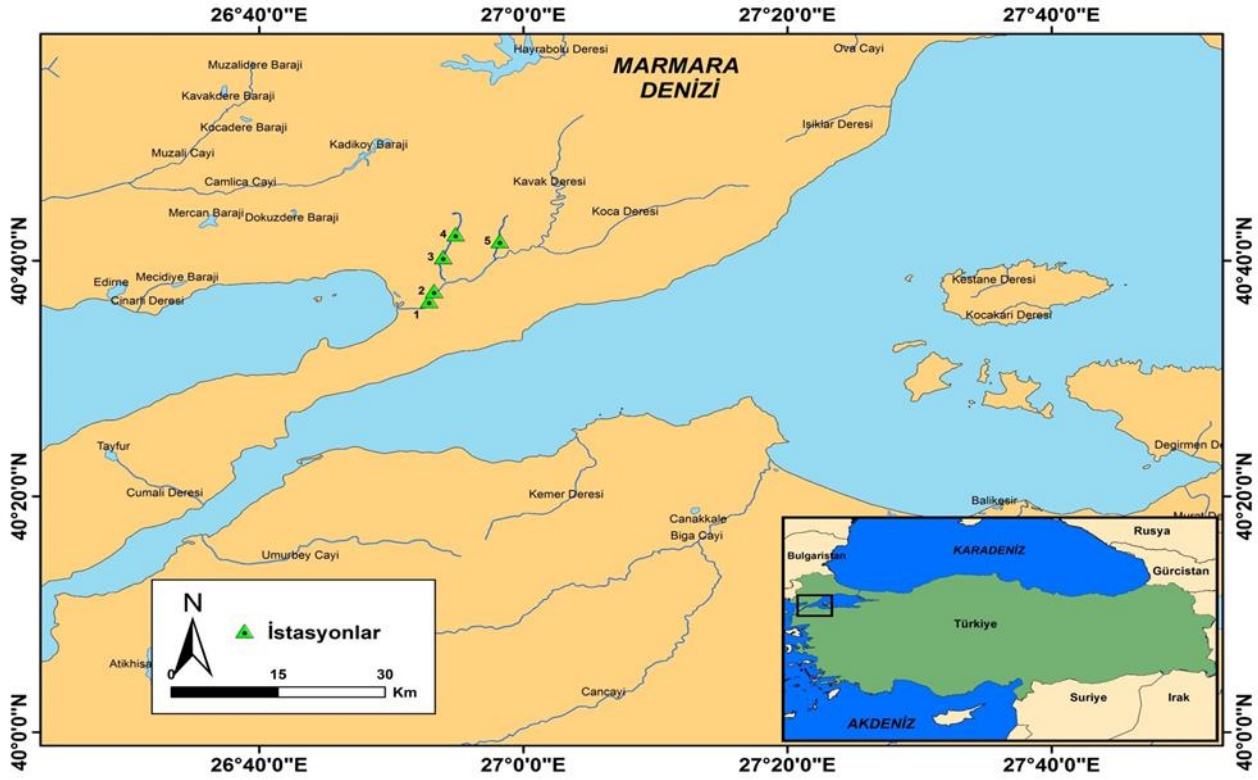 26°40'0"E
27°0'0"E
27°20'0"E
27°40'0"E
Hayrabolu Deresi
Ova Cayi
MARMARA
DENİZİ
Muzalidere Baraji
Kavakdere Baraji
Kocadere Baraji
Isiklar Deresi
Kadikoy Baraji
Muzali Cayi
Camlica Cayi
Kavak Deresi
Mercan Baraji
Dokuzdere Baraji
Koca Deresi
4
5
3
40°40'0"N
40°40'0"N
Edirne
Mecidiye Baraji
Kestane Deresi
2
Cinarli Deresi
1
Kocakari Deresi
Tayfur
Degirmen De
Cumali Deresi
Kemer Deresi
40°20'0"N
Balikesir
40°20'0"N
Canakkale
Biga Cayi
Umurbey Cayi
Rusya
Bulgaristan
KARADENİZ
Gürcistan
N
İstasyonlar
Türkiye
Atikhisa
0
15
30
Km
Cancayi
Suriye
Irak
AKDENİZ
40°0'0"N
40°0'0"N
26°40'0"E
27°0'0"E
27°20'0"E
27°40'0"E